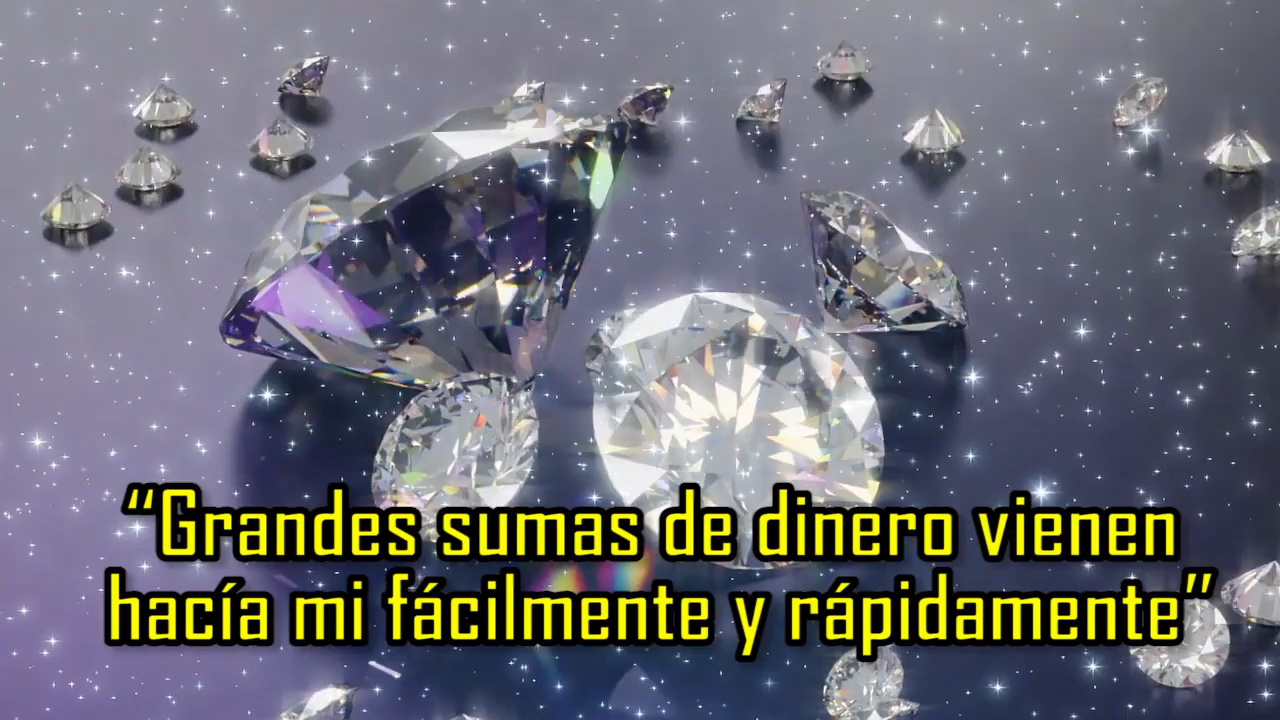 “Grandes sumas de dinero vienen
hacía mi fácilmente y rápidamente”